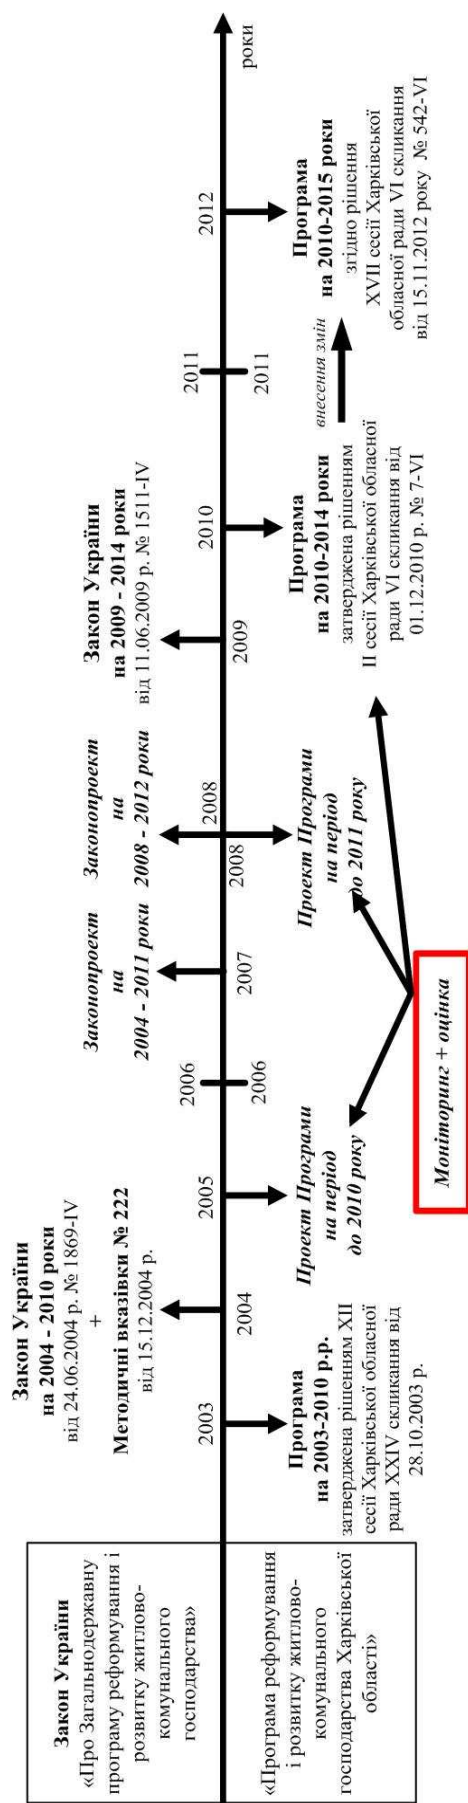 Закон України
«Про Загальнодержавну
програму реформування і
розвитку житлово-
комунального
господарства»
«Програма реформування
і розвитку житлово-
комунального
господарства Харківської
області»
Закон України
на 2004 - 2010 роки
від 24.06.2004 р. № 1869-IV
+
Методичні вказівки № 222
від 15.12.2004 р.
Законопроект
на
2004 - 2011 роки
Законопроект
на
2008 - 2012 роки
Закон України
на 2009 - 2014 роки
від 11.06.2009 р. № 1511-IV
2003
2004
2005
2006
2006
2007
2008
2008
2009
2010
2011
2011
2012
роки
Програма
на 2003-2010 р.р.
затверджена рішенням XII
сесії Харківської обласної
ради XXIV скликання від
28.10.2003 р.
Проект Програми
на період
до 2010 року
Проект Програми
на період
до 2011 року
Програма
на 2010-2014 роки
затверджена рішенням
II сесії Харківської обласної
ради VI скликання від
01.12.2010 р. № 7-VI
внесення змін
Програма
на 2010-2015 роки
згідно рішення
XVII сесії Харківської
обласної ради VI скликання
від 15.11.2012 року № 542-VI
Моніторинг + оцінка